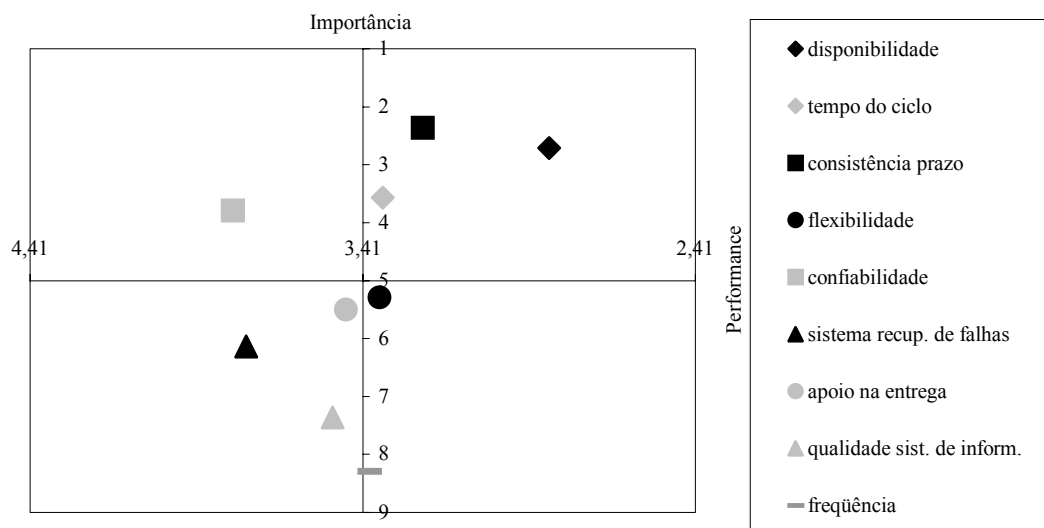 Importância
1
2
3
4
4,41
3,41
2,41
5
6
7
8
9
Performance
disponibilidade
tempo do ciclo
consistência prazo
flexibilidade
confiabilidade
sistema recup. de falhas
apoio na entrega
qualidade sist. de inform.
freqüência